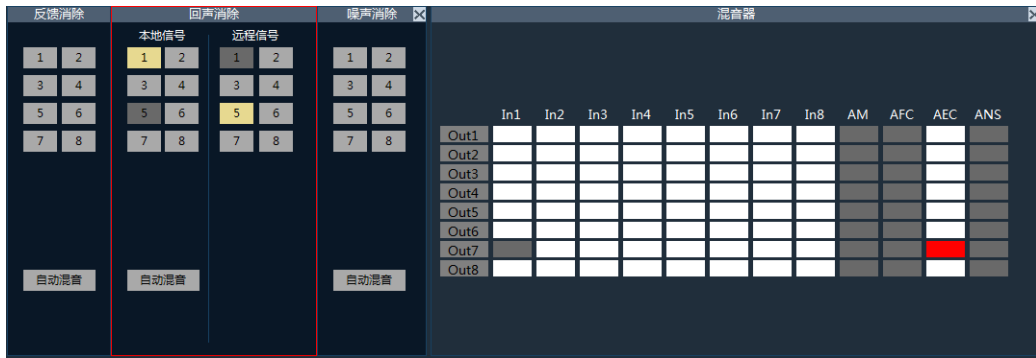 反馈消除 回声消除 噪声消除 混音器
本地信号 远程信号
1 2 1 2 1 2 1 2
3 4 3 4 3 4 3 4
5 6 5 6 5 6 5 6
7 8 7 8 7 8 7 8
自动混音 自动混音 自动混音
In1 In2 In3 In4 In5 In6 In7 In8 AM AFC AEC ANS
Out1
Out2
Out3
Out4
Out5
Out6
Out7
Out8